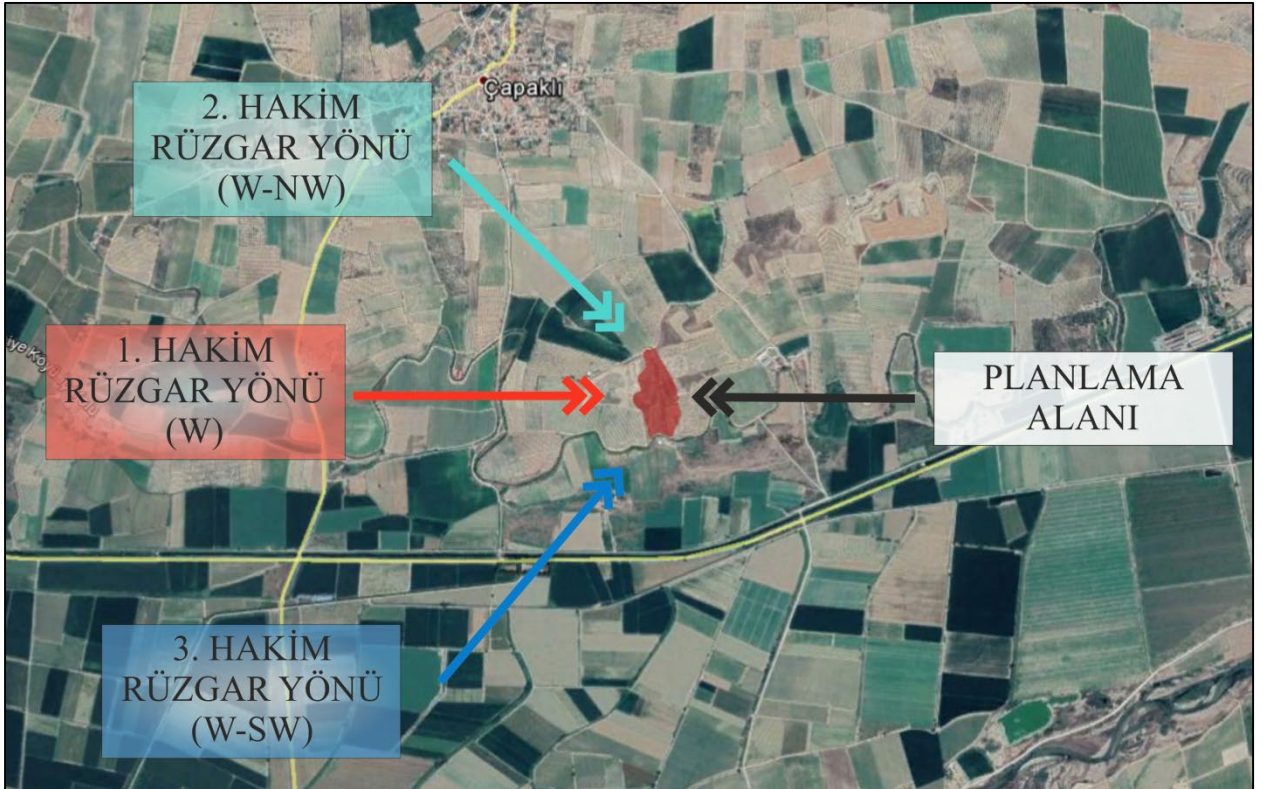 Çapaklı
2. HAKİM
RÜZGAR YÖNÜ
(W-NW)
1. HAKİM
RÜZGAR YÖNÜ
(W)
PLANLAMA
ALANI
3. HAKİM
RÜZGAR YÖNÜ
(W-SW)